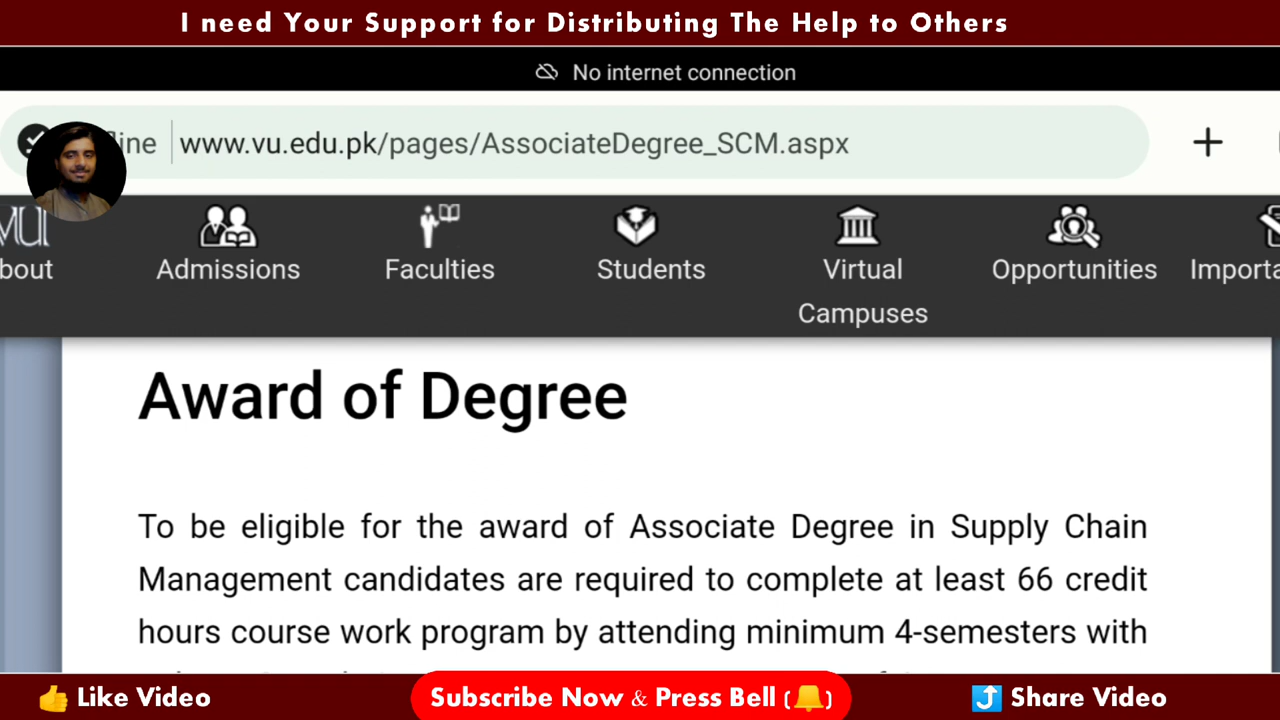 I need Your Support for Distributing The Help to Others
No internet connection
www.vu.edu.pk/pages/AssociateDegree_SCM.aspx
Admissions
Faculties
Students
Virtual
Campuses
Opportunities
Award of Degree
To be eligible for the award of Associate Degree in Supply Chain
Management candidates are required to complete at least 66 credit
hours course work program by attending minimum 4-semesters with
👍 Like Video
Subscribe Now & Press Bell (🔔)
⤴️ Share Video